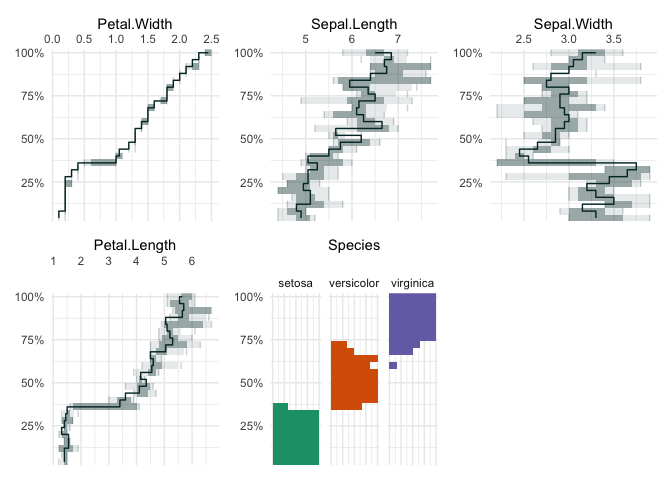 Petal.Width
0.0 0.5 1.0 1.5 2.0 2.5
100%
75%
50%
25%
Sepal.Length
5 6 7
100%
75%
50%
25%
Sepal.Width
2.5 3.0 3.5
100%
75%
50%
25%
Petal.Length
1 2 3 4 5 6
100%
75%
50%
25%
Species
setosa versicolor virginica
100%
75%
50%
25%